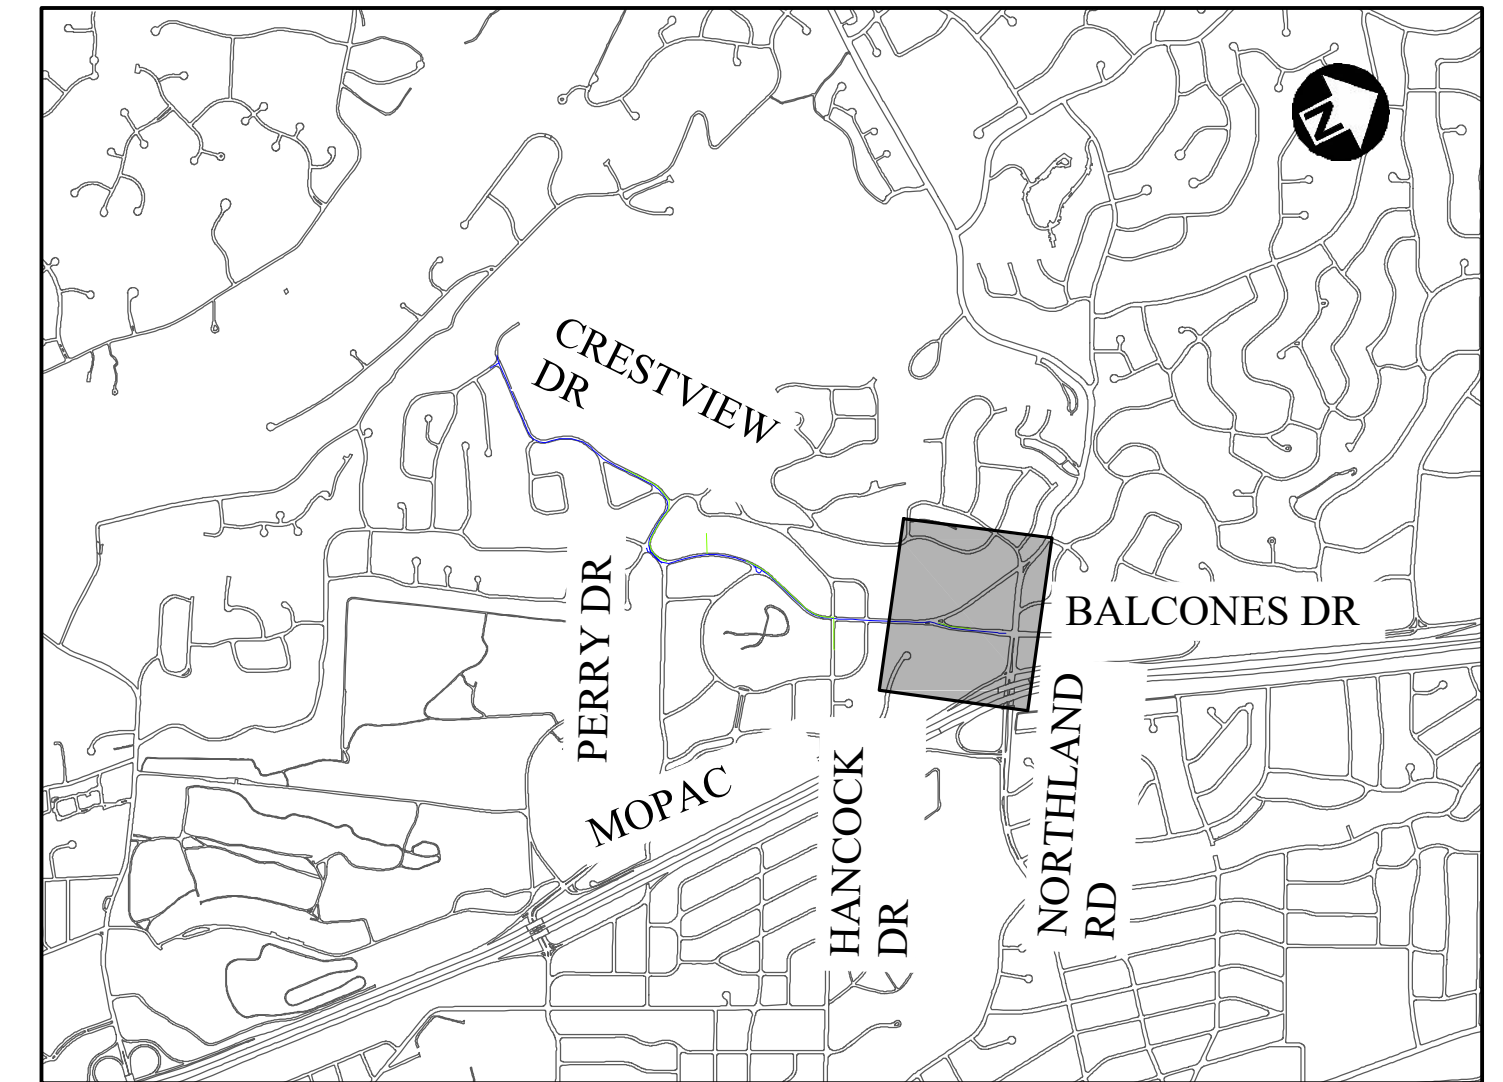 N
CRESTVIEW
DR
PERRY DR
BALCONES DR
MOPAC
HANCOCK
DR
NORTHLAND
RD